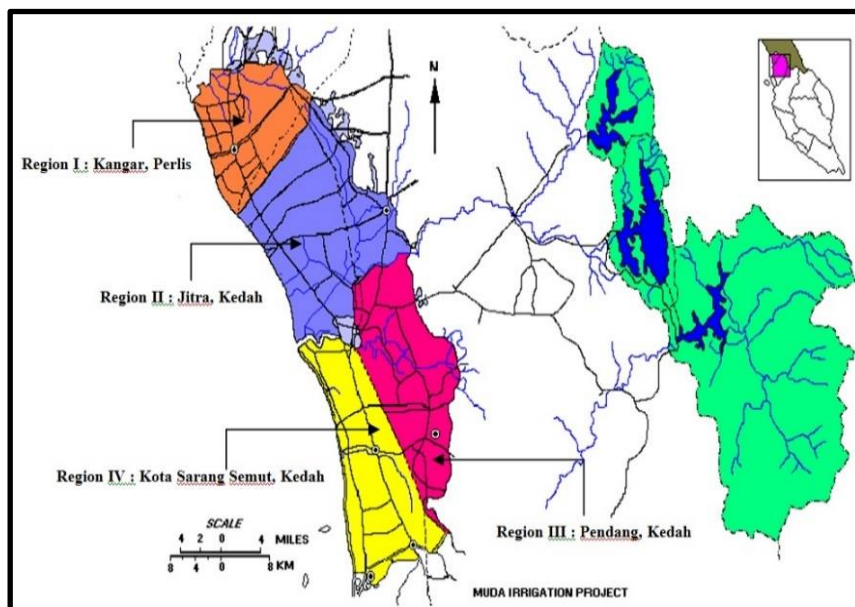 N
Region I : Kangar, Perlis
Region II : Jitra, Kedah
Region IV : Kota Sarang Semut, Kedah
Region III : Pendang, Kedah
SCALE
4 0 4 MILES
8 4 0 4 8 KM
MUDA IRRIGATION PROJECT